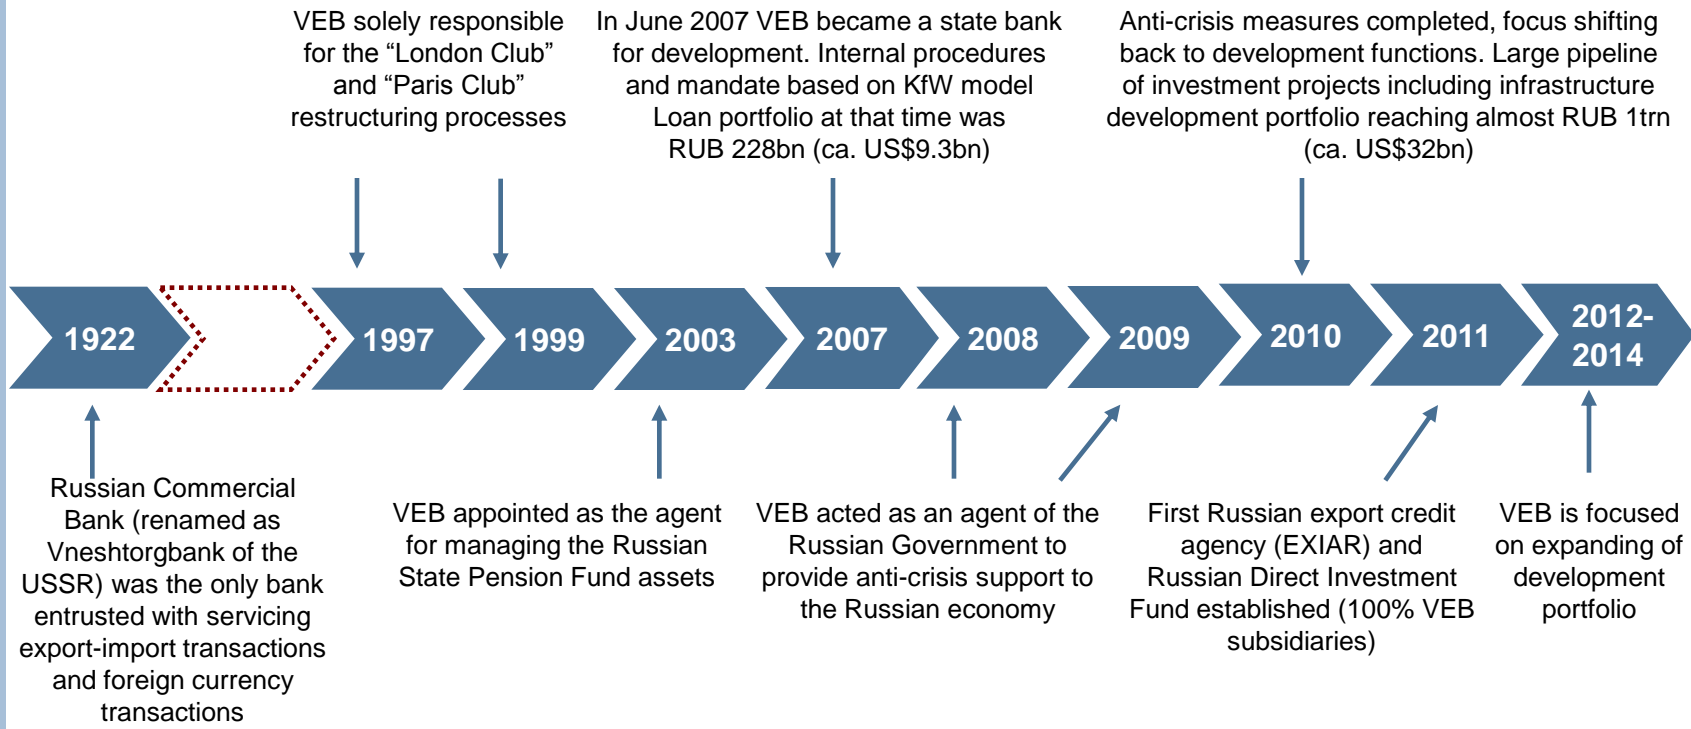 VEB solely responsible
for the “London Club”
and “Paris Club”
restructuring processes
In June 2007 VEB became a state bank
for development. Internal procedures
and mandate based on KfW model
Loan portfolio at that time was
RUB 228bn (ca. US$9.3bn)
Anti-crisis measures completed, focus shifting
back to development functions. Large pipeline
of investment projects including infrastructure
development portfolio reaching almost RUB 1trn
(ca. US$32bn)
1922
1997
1999
2003
2007
2008
2009
2010
2011
2012-
2014
Russian Commercial
Bank (renamed as
Vneshtorgbank of the
USSR) was the only bank
entrusted with servicing
export-import transactions
and foreign currency
transactions
VEB appointed as the agent
for managing the Russian
State Pension Fund assets
VEB acted as an agent of the
Russian Government to
provide anti-crisis support to
the Russian economy
First Russian export credit
agency (EXIAR) and
Russian Direct Investment
Fund established (100% VEB
subsidiaries)
VEB is focused
on expanding of
development
portfolio